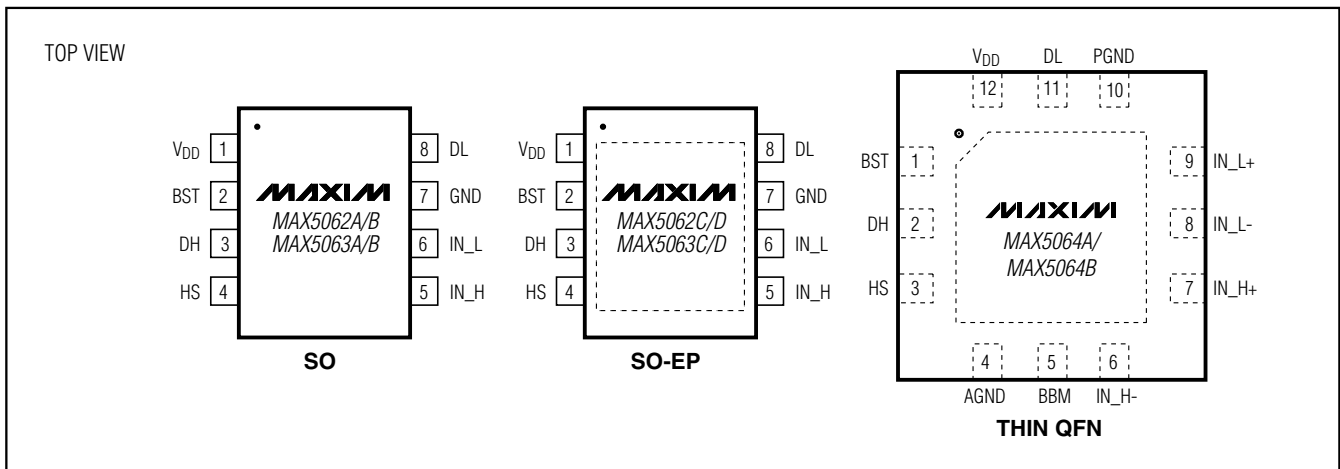 TOP VIEW
VDD 1
BST 2
DH 3
HS 4
MAXIM
MAX5062A/B
MAX5063A/B
8 DL
7 GND
6 IN_L
5 IN_H
SO
VDD 1
BST 2
DH 3
HS 4
MAXIM
MAX5062C/D
MAX5063C/D
8 DL
7 GND
6 IN_L
5 IN_H
SO-EP
VDD DL PGND
12 11 10
BST 1
DH 2
HS 3
MAXIM
MAX5064A/
MAX5064B
9 IN_L+
8 IN_L-
7 IN_H+
4 5 6
AGND BBM IN_H-
THIN QFN